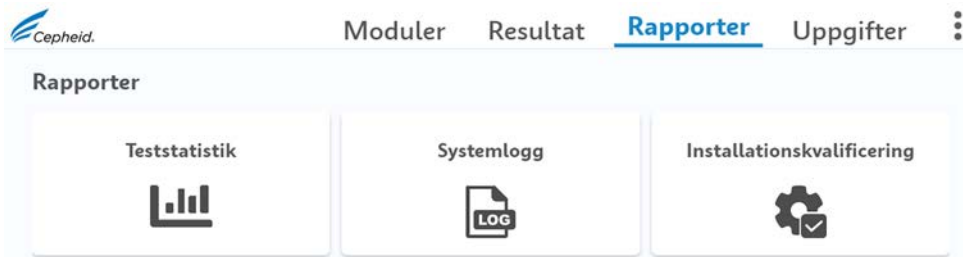 Cepheid. Moduler Resultat Rapporter Uppgifter
Rapporter
Teststatistik Systemlogg Installationskvalificering
LOG